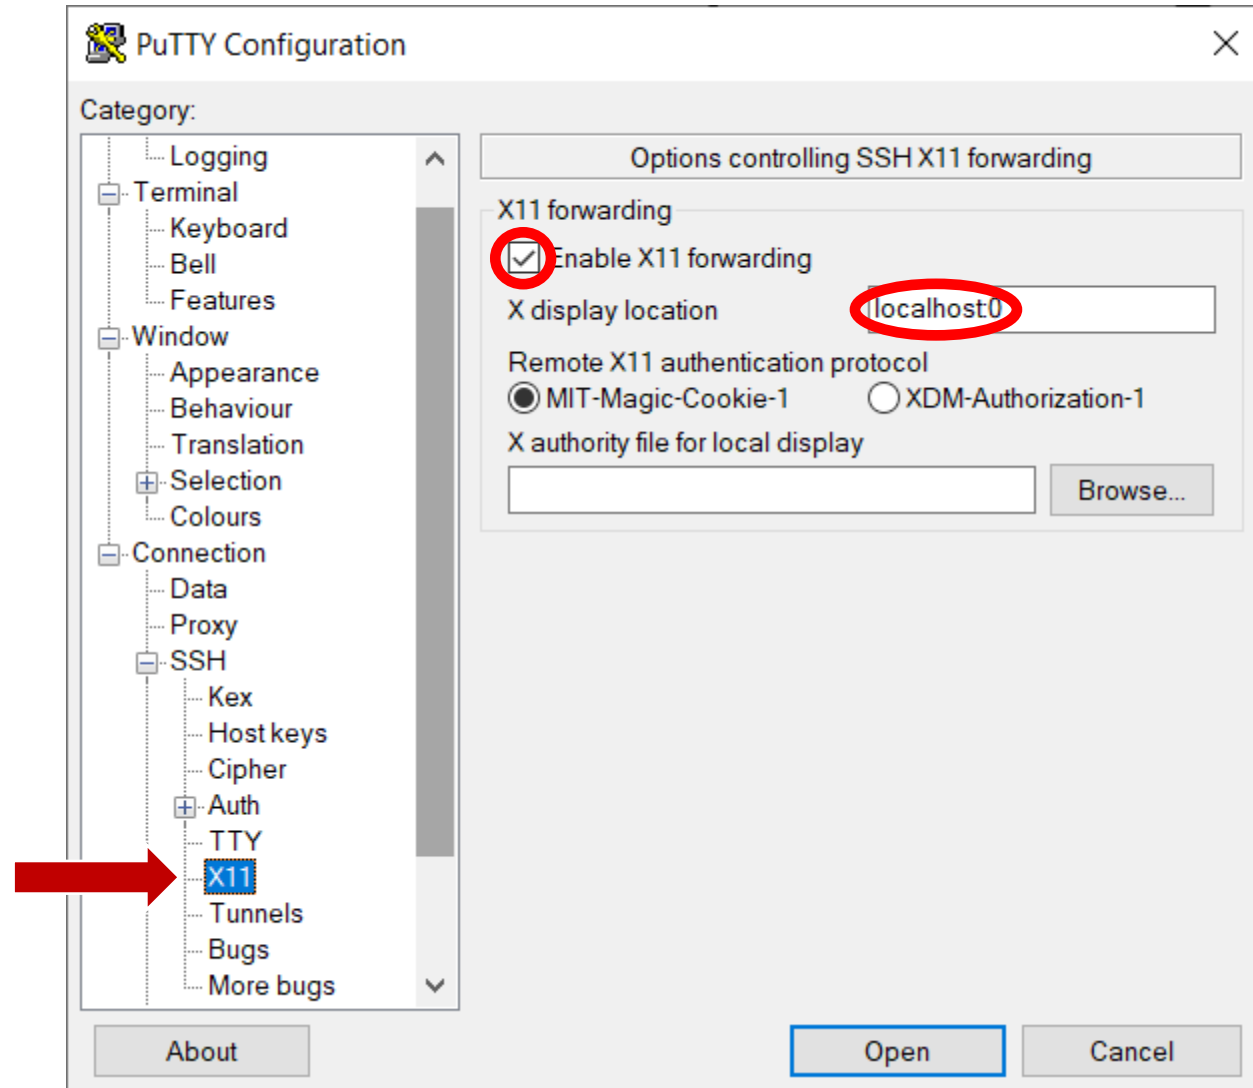 PuTTY Configuration
Category:
Logging
Terminal
Keyboard
Bell
Features
Window
Appearance
Behaviour
Translation
Selection
Colours
Connection
Data
Proxy
SSH
Kex
Host keys
Cipher
Auth
TTY
X11
Tunnels
Bugs
More bugs
Options controlling SSH X11 forwarding
X11 forwarding
Enable X11 forwarding
X display location localhost:0
Remote X11 authentication protocol
MIT-Magic-Cookie-1 XDM-Authorization-1
X authority file for local display
Browse...
About Open Cancel